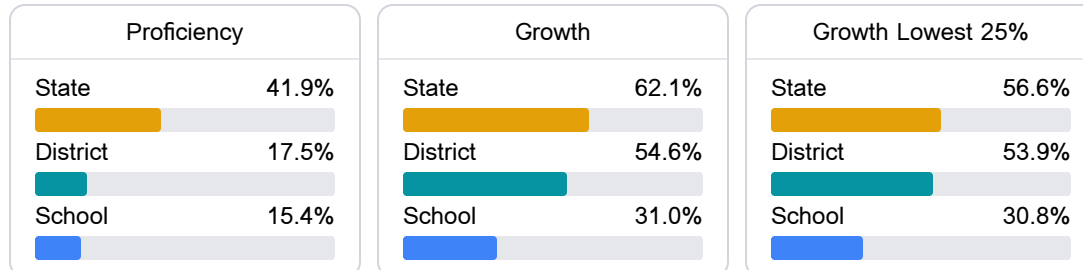 Proficiency
State 41.9%
District 17.5%
School 15.4%
Growth
State 62.1%
District 54.6%
School 31.0%
Growth Lowest 25%
State 56.6%
District 53.9%
School 30.8%